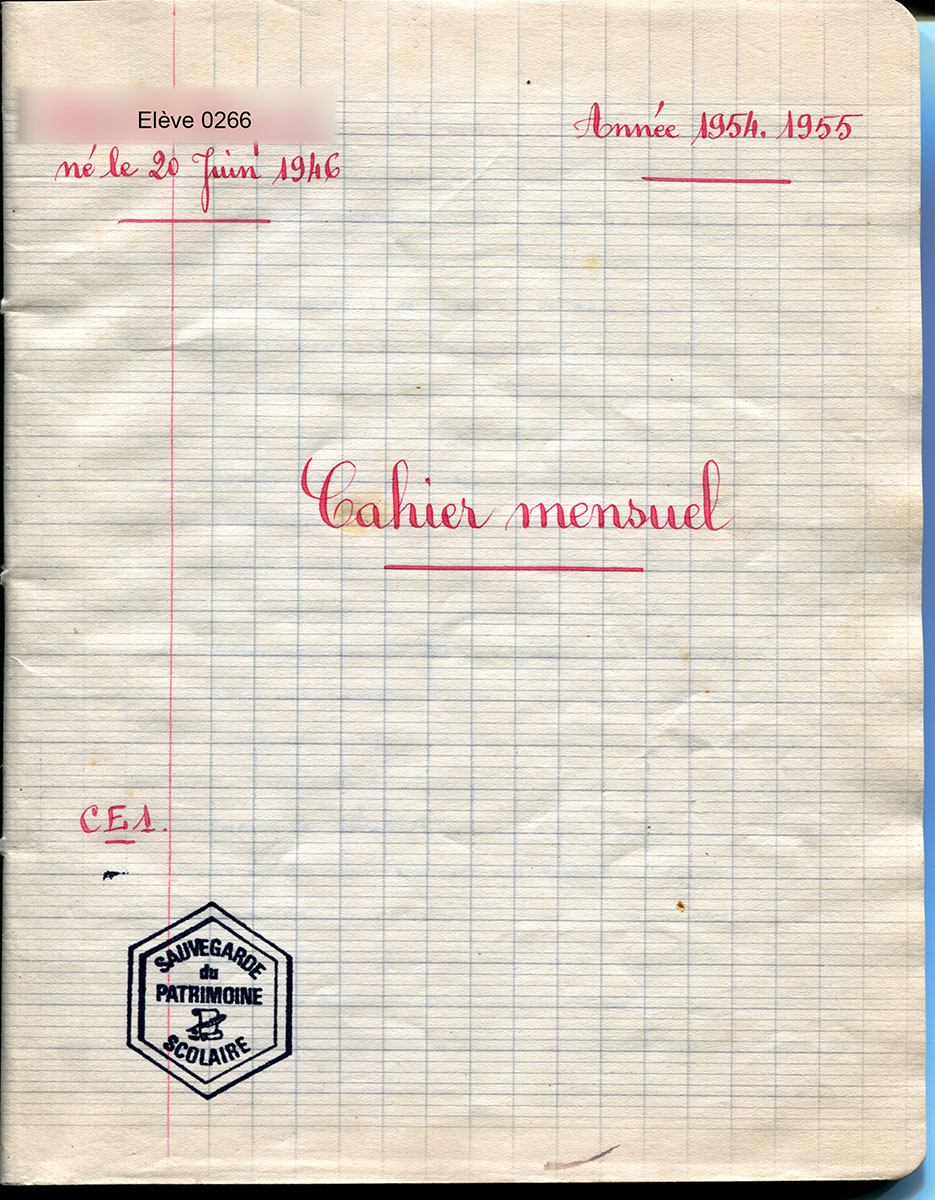 Elève 0266
Année 1954. 1955
né le 20 Juin 1946
Cahier mensuel
CE1.
SAUVEGARDE
du
PATRIMOINE
SCOLAIRE